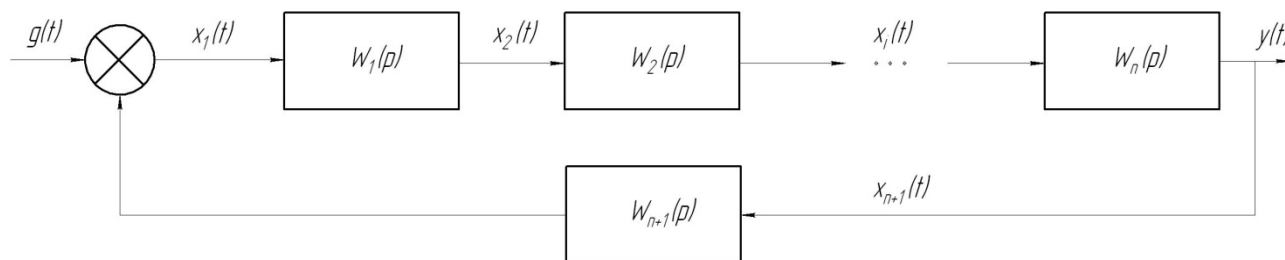 g(t) x₁(t) W₁(p) x₂(t) W₂(p) xᵢ(t) ... Wₙ(p) y(t)
Wₙ₊₁(p) xₙ₊₁(t)